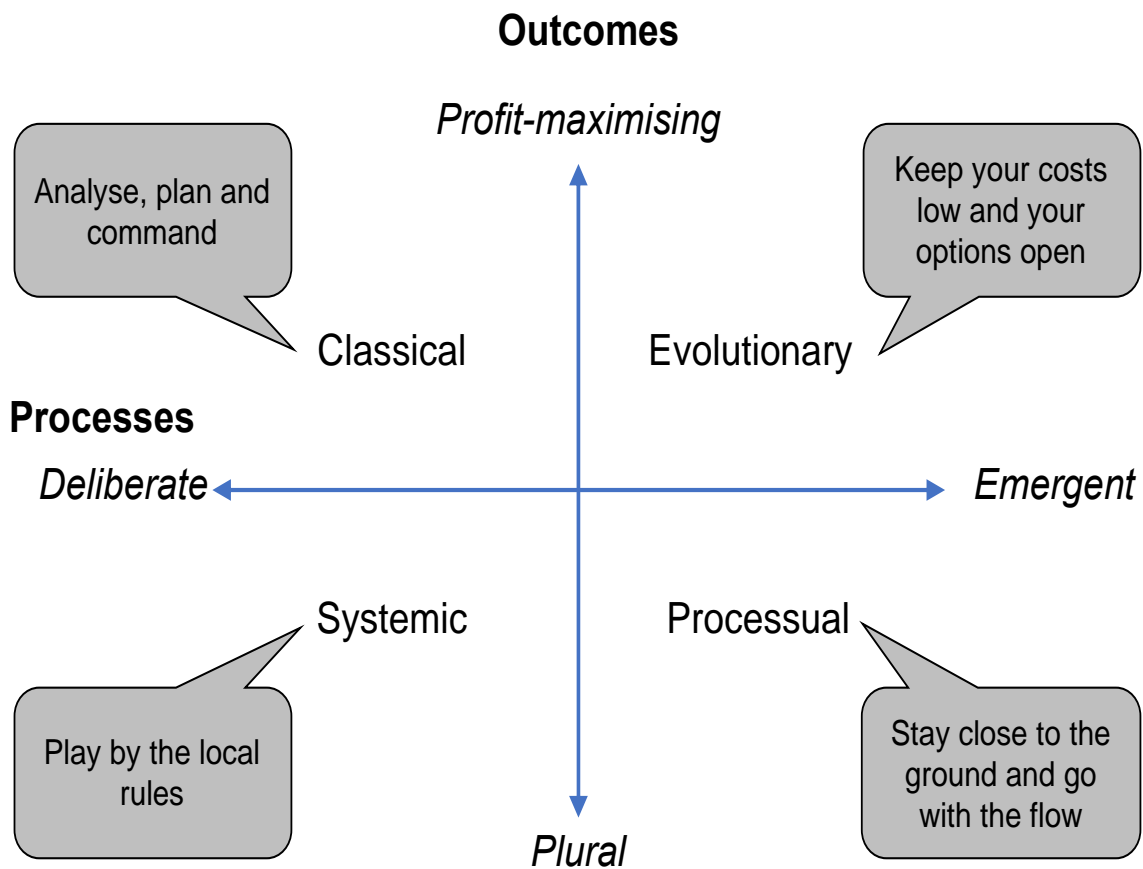 Outcomes
Profit-maximising
Analyse, plan and
command
Keep your costs
low and your
options open
Classical
Evolutionary
Processes
Deliberate
Emergent
Systemic
Processual
Play by the local
rules
Stay close to the
ground and go
with the flow
Plural